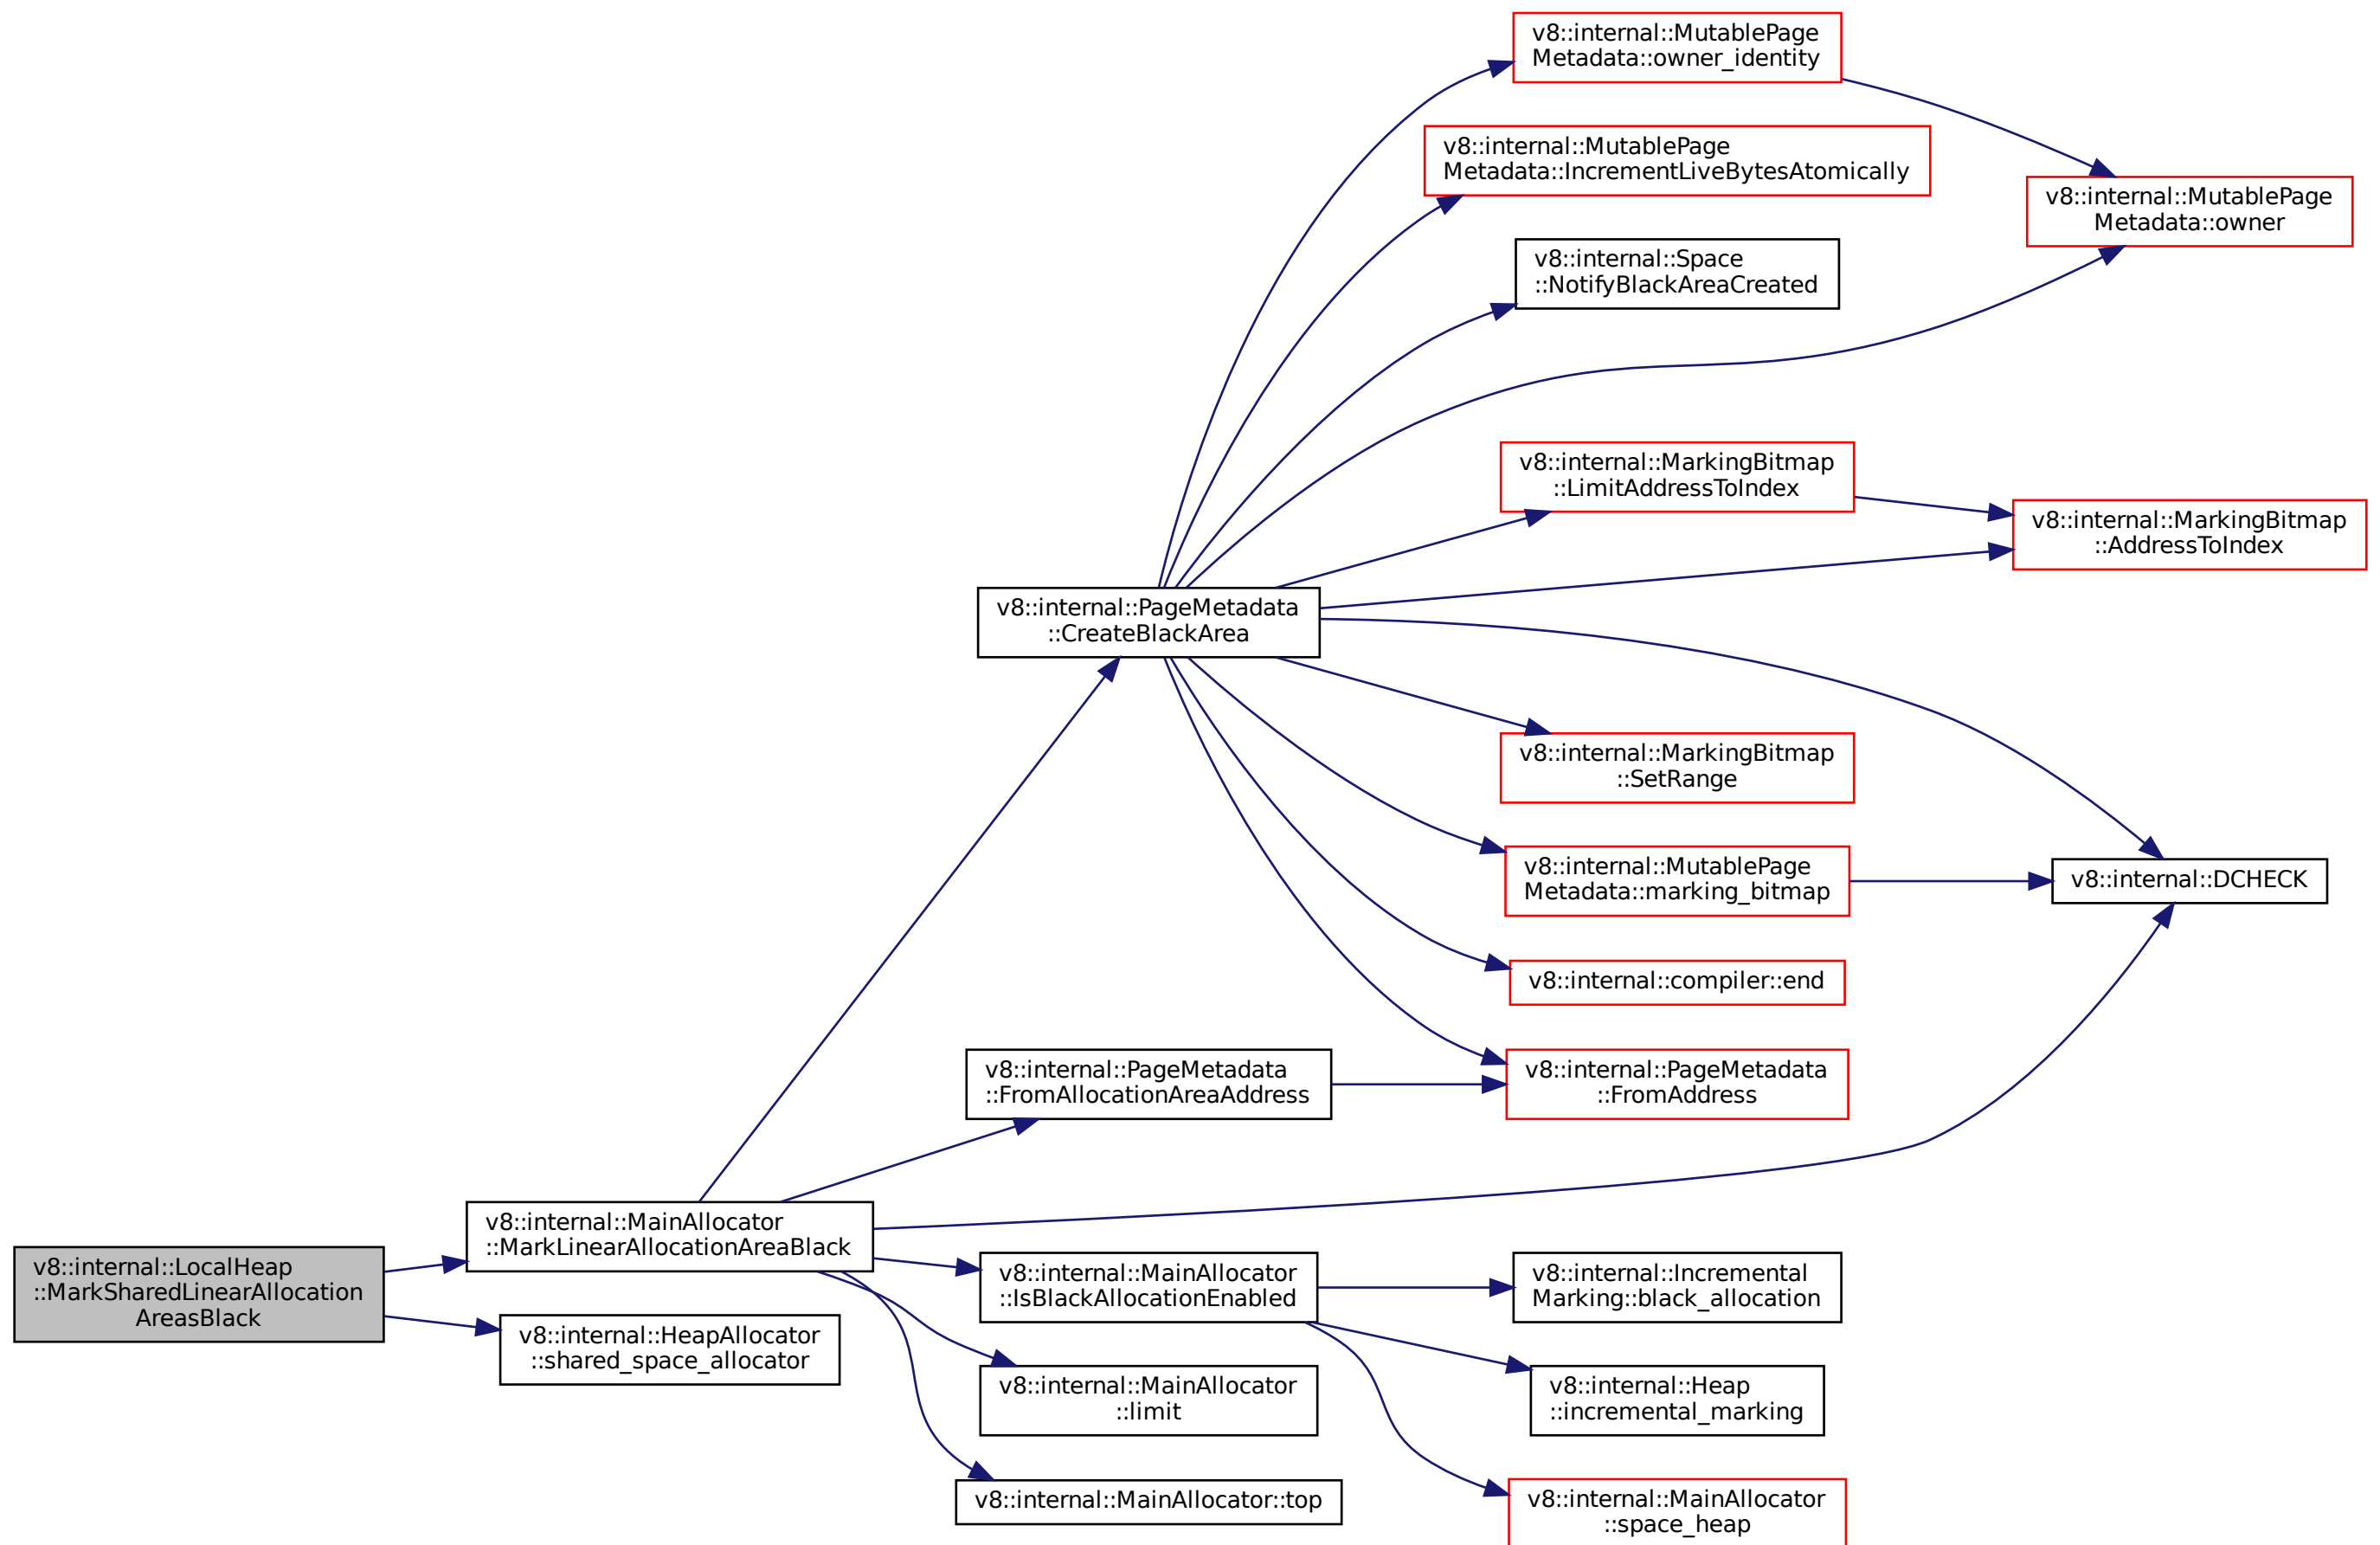 v8::internal::MutablePage
Metadata::owner_identity
v8::internal::MutablePage
Metadata::IncrementLiveBytesAtomically
v8::internal::MutablePage
Metadata::owner
v8::internal::Space
::NotifyBlackAreaCreated
v8::internal::MarkingBitmap
::LimitAddressToIndex
v8::internal::MarkingBitmap
::AddressToIndex
v8::internal::PageMetadata
::CreateBlackArea
v8::internal::MarkingBitmap
::SetRange
v8::internal::MutablePage
Metadata::marking_bitmap
v8::internal::DCHECK
v8::internal::compiler::end
v8::internal::PageMetadata
::FromAllocationAreaAddress
v8::internal::PageMetadata
::FromAddress
v8::internal::MainAllocator
::MarkLinearAllocationAreaBlack
v8::internal::LocalHeap
::MarkSharedLinearAllocation
AreasBlack
v8::internal::MainAllocator
::IsBlackAllocationEnabled
v8::internal::Incremental
Marking::black_allocation
v8::internal::HeapAllocator
::shared_space_allocator
v8::internal::MainAllocator
::limit
v8::internal::Heap
::incremental_marking
v8::internal::MainAllocator::top
v8::internal::MainAllocator
::space_heap